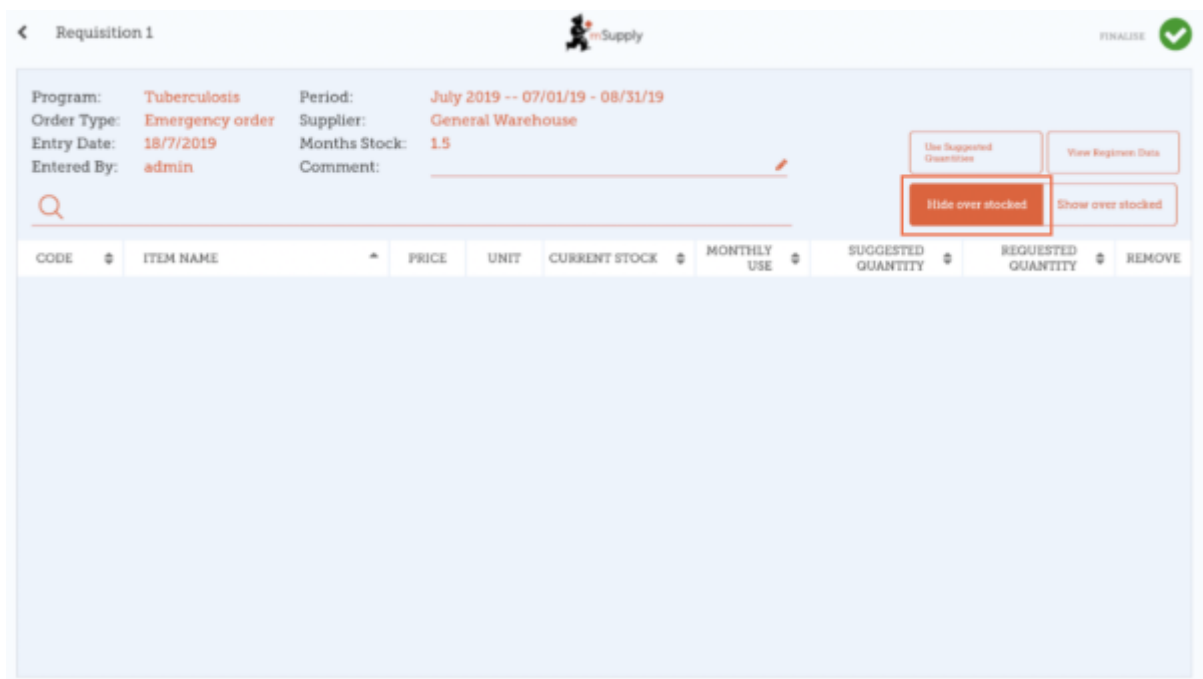 Requisition 1
mSupply
FINALISE
Program: Tuberculosis Period: July 2019 -- 07/01/19 - 08/31/19
Order Type: Emergency order Supplier: General Warehouse
Entry Date: 18/7/2019 Months Stock: 1.5
Entered By: admin Comment:
Use Suggested
Quantities
View Regimen Data
Hide over stocked
Show over stocked
CODE ITEM NAME PRICE UNIT CURRENT STOCK MONTHLY USE SUGGESTED QUANTITY REQUESTED QUANTITY REMOVE